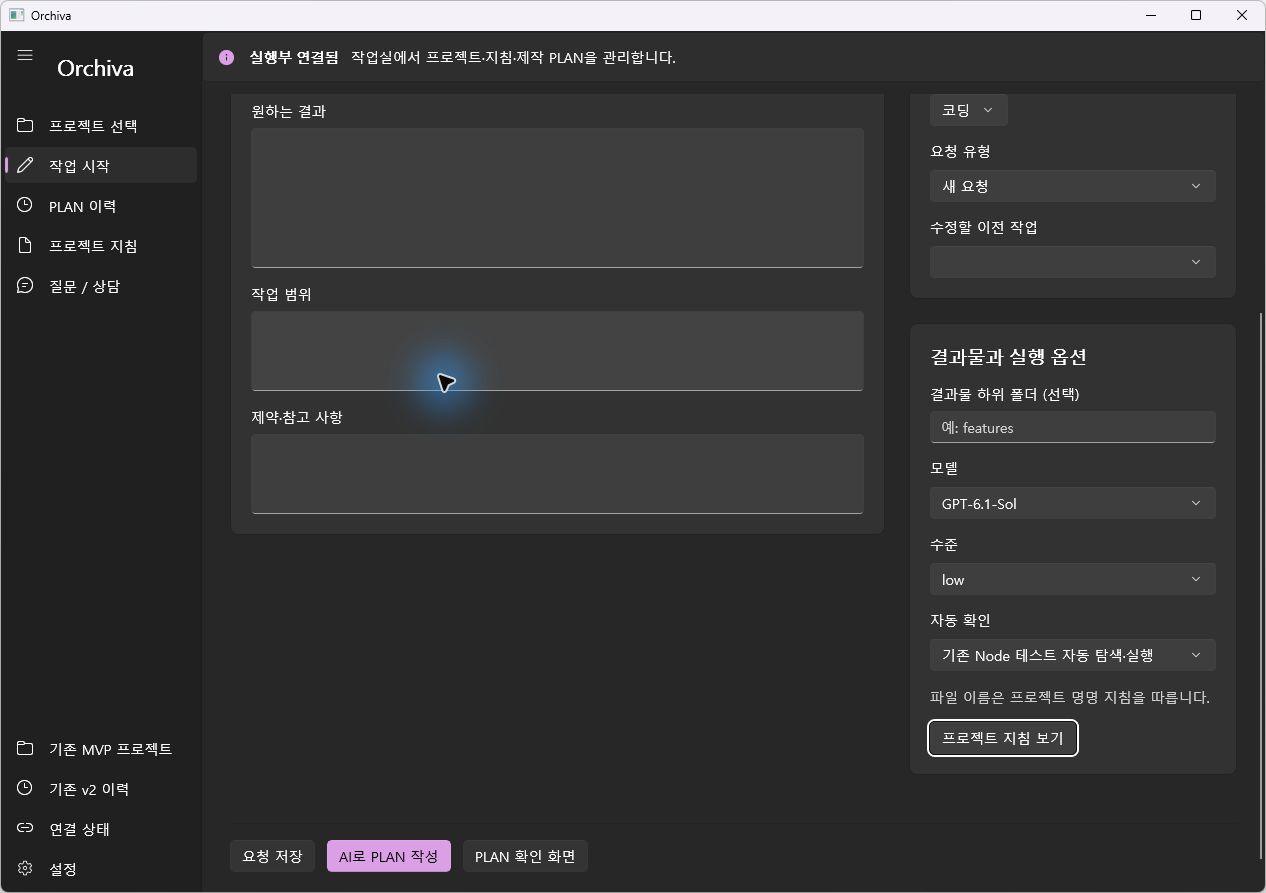 Orchiva
Orchiva
프로젝트 선택
작업 시작
PLAN 이력
프로젝트 지침
질문 / 상담
기존 MVP 프로젝트
기존 v2 이력
연결 상태
설정
실행부 연결됨 작업실에서 프로젝트·지침·제작 PLAN을 관리합니다.
원하는 결과
작업 범위
제약·참고 사항
코딩
요청 유형
새 요청
수정할 이전 작업
결과물과 실행 옵션
결과물 하위 폴더 (선택)
예: features
모델
GPT-6.1-Sol
수준
low
자동 확인
기존 Node 테스트 자동 탐색·실행
파일 이름은 프로젝트 명명 지침을 따릅니다.
프로젝트 지침 보기
요청 저장
AI로 PLAN 작성
PLAN 확인 화면